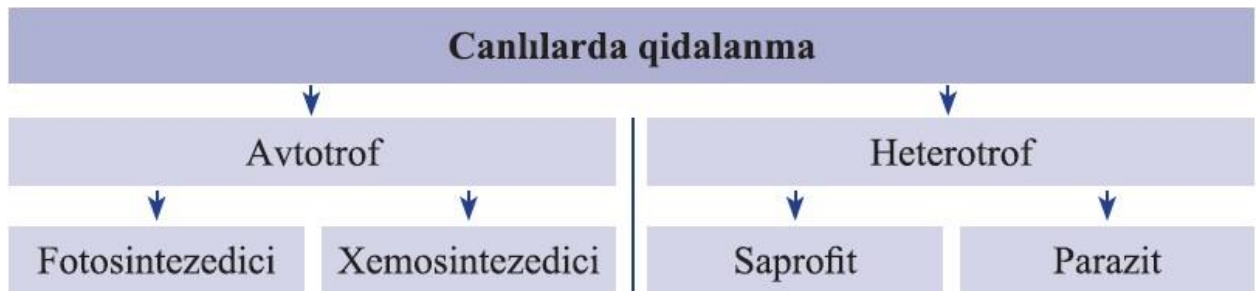 Canlılarda qidalanma
Avtotrof
Heterotrof
Fotosintezedici
Xemosintezedici
Saprofit
Parazit